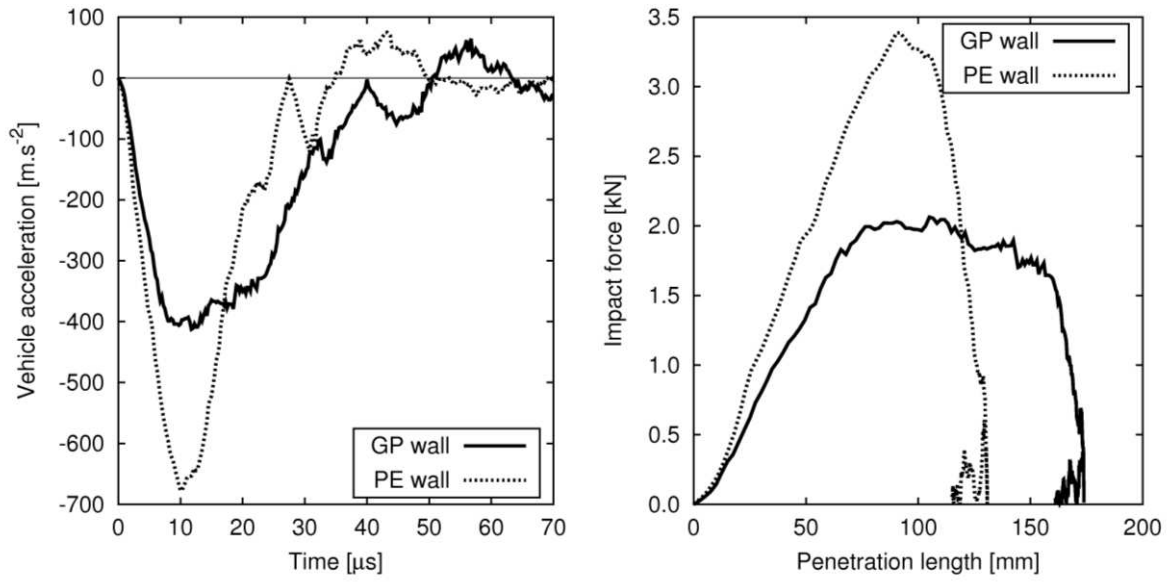 100
0
-100
-200
-300
-400
-500
-600
-700
Vehicle acceleration [m.s-2]
GP wall
PE wall
0 10 20 30 40 50 60 70
Time [μs]
3.5
3.0
2.5
2.0
1.5
1.0
0.5
0.0
Impact force [kN]
GP wall
PE wall
0 50 100 150 200
Penetration length [mm]